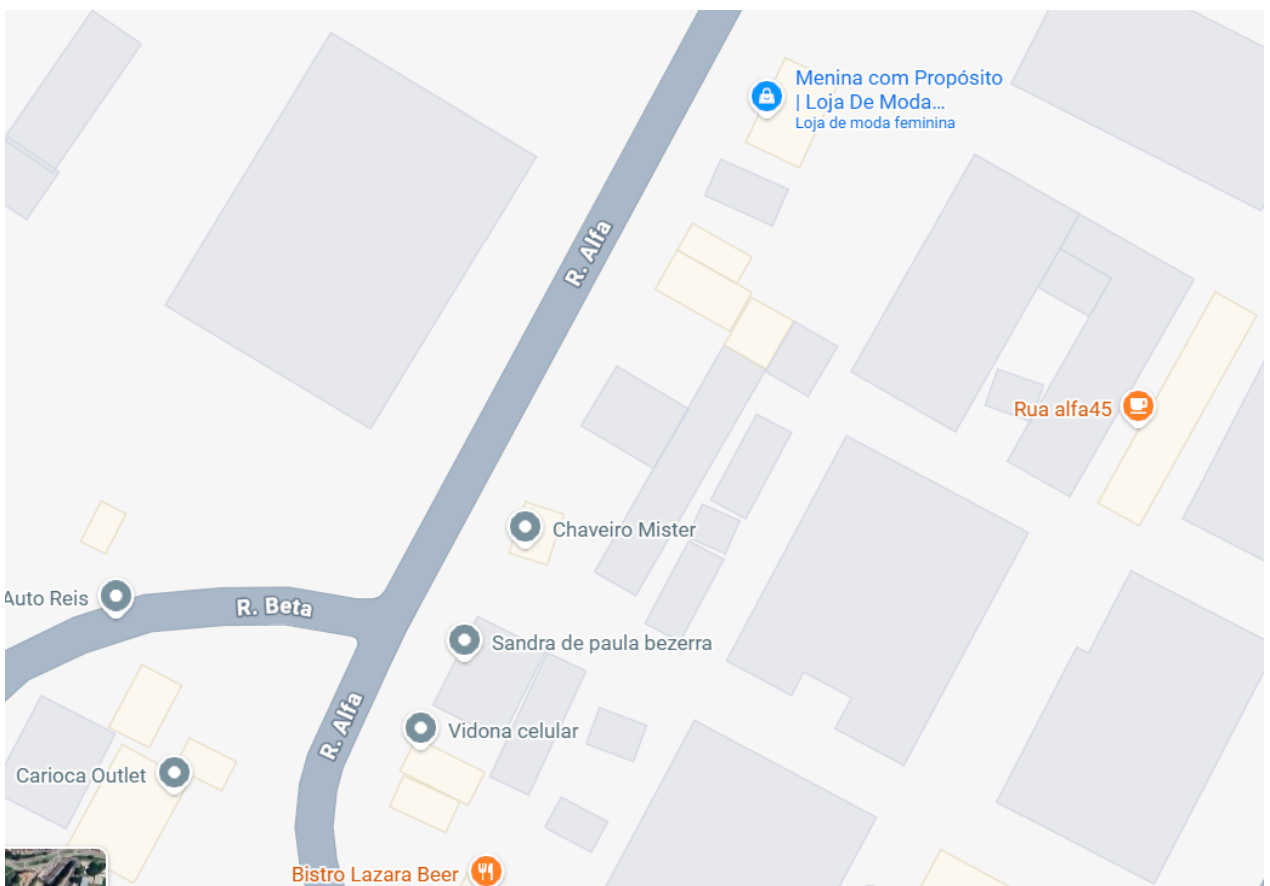 Menina com Propósito
| Loja De Moda...
Loja de moda feminina
R. Alfa
Rua alfa45
Chaveiro Mister
Auto Reis
R. Beta
Sandra de paula bezerra
R. Alfa
Vidona celular
Carioca Outlet
Bistro Lazara Beer